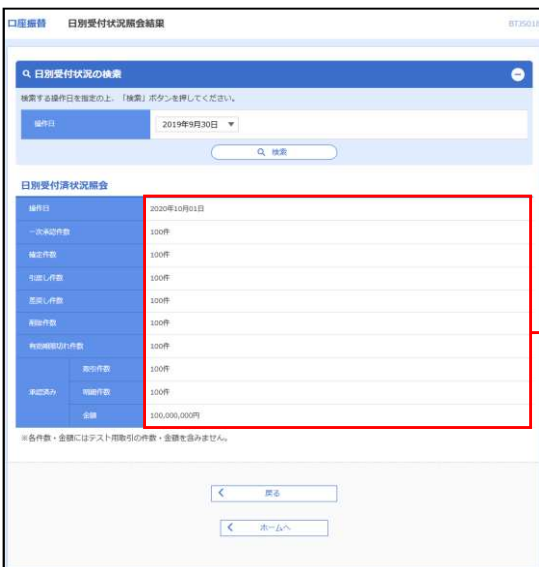 口座振替 日別受付状況照会結果 BTJS018
日別受付状況の検索
検索する操作日を指定の上、「検索」ボタンを押してください。
操作日 2019年9月30日
検索
日別受付済状況照会
操作日 2020年10月01日
一次承認件数 100件
確定件数 100件
引戻し件数 100件
差戻し件数 100件
削除件数 100件
有効期限切れ件数 100件
承認済み 取引件数 100件
明細件数 100件
金額 100,000,000円
※各件数・金額にはテスト用取引の件数・金額を含みません。
戻る
ホームへ